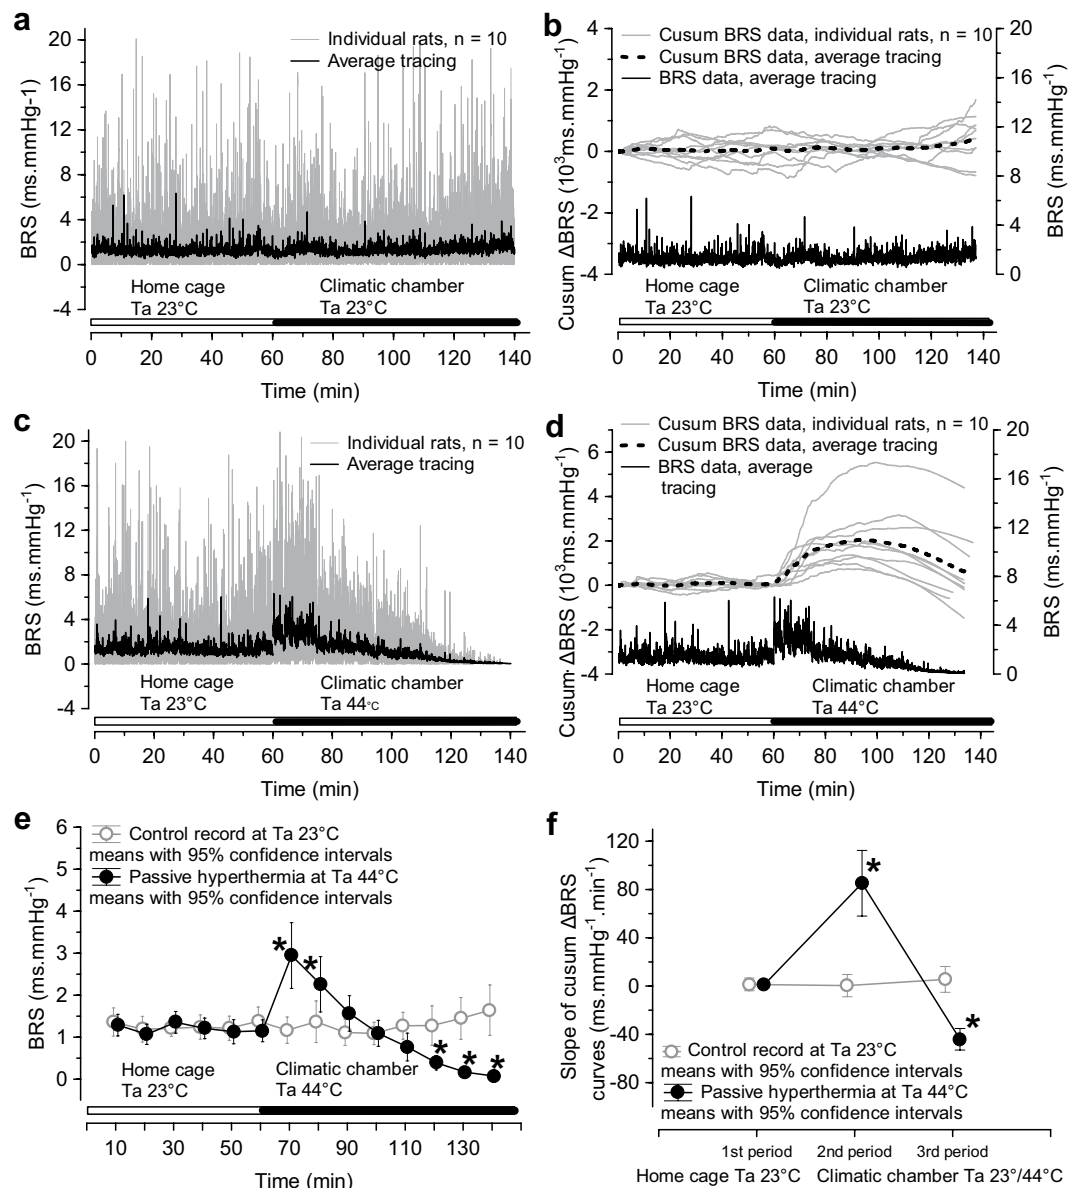 a
20
16
12
8
4
0
-4
BRS (ms.mmHg-1)
Individual rats, n = 10
Average tracing
Home cage
Ta 23°C
Climatic chamber
Ta 23°C
0 20 40 60 80 100 120 140
Time (min)
b
4
2
0
-2
-4
Cusum ΔBRS (10³ms.mmHg⁻¹)
Cusum BRS data, individual rats, n = 10
Cusum BRS data, average tracing
BRS data, average tracing
20
16
12
8
4
0
BRS (ms.mmHg⁻¹)
Home cage
Ta 23°C
Climatic chamber
Ta 23°C
0 20 40 60 80 100 120 140
Time (min)
c
20
16
12
8
4
0
-4
BRS (ms.mmHg⁻¹)
Individual rats, n = 10
Average tracing
Home cage
Ta 23°C
Climatic chamber
Ta 44°C
0 20 40 60 80 100 120 140
Time (min)
d
6
4
2
0
-2
-4
Cusum ΔBRS (10³ms.mmHg⁻¹)
Cusum BRS data, individual rats, n = 10
Cusum BRS data, average tracing
BRS data, average
tracing
20
16
12
8
4
0
BRS (ms.mmHg⁻¹)
Home cage
Ta 23°C
Climatic chamber
Ta 44°C
0 20 40 60 80 100 120 140
Time (min)
e
6
5
4
3
2
1
0
BRS (ms.mmHg⁻¹)
Control record at Ta 23°C
means with 95% confidence intervals
Passive hyperthermia at Ta 44°C
means with 95% confidence intervals
* * * * *
Home cage
Ta 23°C
Climatic chamber
Ta 44°C
10 30 50 70 90 110 130
Time (min)
f
120
80
40
0
-40
-80
Slope of cusum ΔBRS
curves (ms.mmHg⁻¹.min⁻¹)
* *
Control record at Ta 23°C
means with 95% confidence intervals
Passive hyperthermia at Ta 44°C
means with 95% confidence intervals
1st period 2nd period 3rd period
Home cage Ta 23°C Climatic chamber Ta 23°/44°C